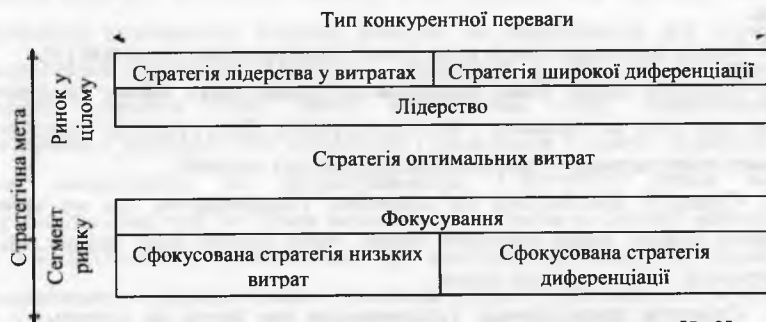 Тип конкурентної переваги
Стратегічна мета
Ринок у
цілому
Стратегія лідерства у витратах
Стратегія широкої диференціації
Лідерство
Стратегія оптимальних витрат
Сегмент
ринку
Фокусування
Сфокусована стратегія низьких
витрат
Сфокусована стратегія
диференціації